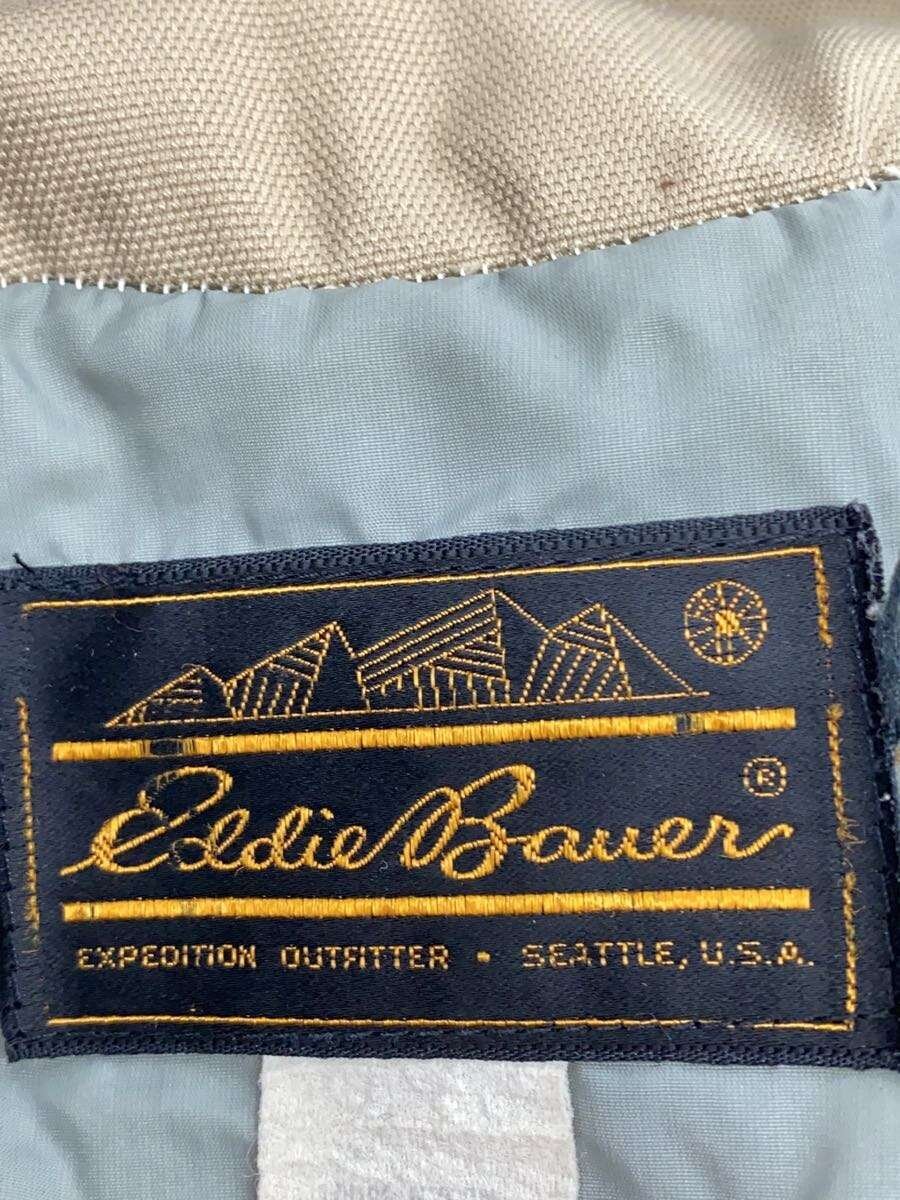 Eddie Bauer ®
EXPEDITION OUTFITTER • SEATTLE, U.S.A.